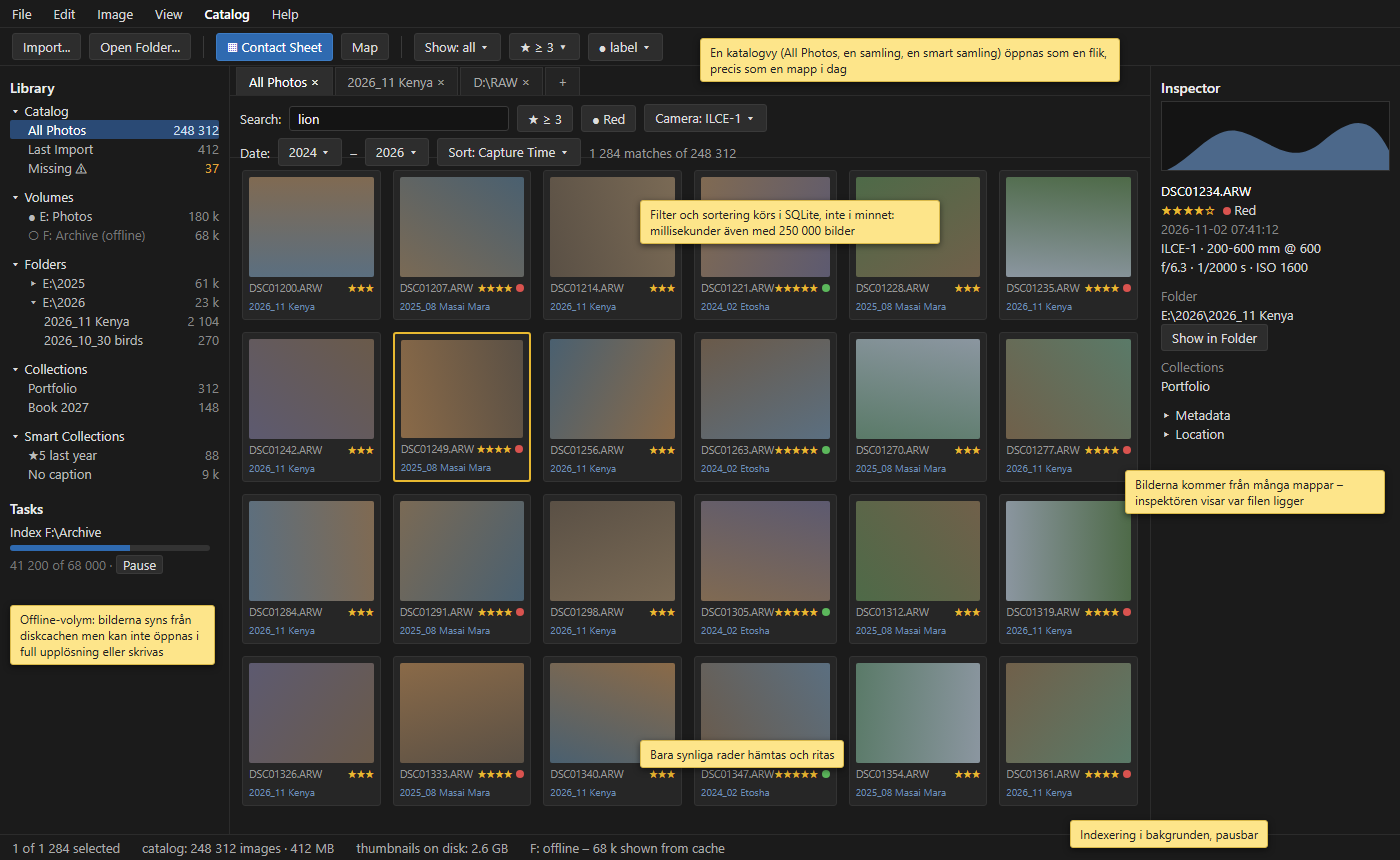 File Edit Image View Catalog Help
Import... Open Folder... ▦ Contact Sheet Map Show: all ▾ ★ ≥ 3 ▾ ● label ▾
En katalogvy (All Photos, en samling, en smart samling) öppnas som en flik,
precis som en mapp i dag
Library
▾ Catalog
All Photos 248 312
Last Import 412
Missing ⚠ 37
▾ Volumes
● E: Photos 180 k
○ F: Archive (offline) 68 k
▾ Folders
▸ E:\2025 61 k
▾ E:\2026 23 k
2026_11 Kenya 2 104
2026_10_30 birds 270
▾ Collections
Portfolio 312
Book 2027 148
▾ Smart Collections
★5 last year 88
No caption 9 k
Tasks
Index F:\Archive
41 200 of 68 000 · Pause
Offline-volym: bilderna syns från
diskcachen men kan inte öppnas i
full upplösning eller skrivas
All Photos × 2026_11 Kenya × D:\RAW × +
Search: lion ★ ≥ 3 ● Red Camera: ILCE-1 ▾
Date: 2024 ▾ – 2026 ▾ Sort: Capture Time ▾ 1 284 matches of 248 312
Filter och sortering körs i SQLite, inte i minnet:
millisekunder även med 250 000 bilder
DSC01200.ARW ★★★ DSC01207.ARW ★★★★ DSC01214.ARW ★★★ DSC01221.ARW ★★★★★ DSC01228.ARW ★★★ DSC01235.ARW ★★★★
2026_11 Kenya 2025_08 Masai Mara 2026_11 Kenya 2024_02 Etosha 2025_08 Masai Mara 2026_11 Kenya
DSC01242.ARW ★★★ DSC01249.ARW ★★★★ DSC01256.ARW ★★★ DSC01263.ARW ★★★★★ DSC01270.ARW ★★★ DSC01277.ARW ★★★★
2026_11 Kenya 2025_08 Masai Mara 2026_11 Kenya 2024_02 Etosha 2025_08 Masai Mara 2026_11 Kenya
DSC01284.ARW ★★★ DSC01291.ARW ★★★★ DSC01298.ARW ★★★ DSC01305.ARW ★★★★★ DSC01312.ARW ★★★ DSC01319.ARW ★★★★
2026_11 Kenya 2025_08 Masai Mara 2026_11 Kenya 2024_02 Etosha 2025_08 Masai Mara 2026_11 Kenya
Bara synliga rader hämtas och ritas
DSC01326.ARW ★★★ DSC01333.ARW ★★★★ DSC01340.ARW ★★★ DSC01347.ARW ★★★★★ DSC01354.ARW ★★★ DSC01361.ARW ★★★★
2026_11 Kenya 2025_08 Masai Mara 2026_11 Kenya 2024_02 Etosha 2025_08 Masai Mara 2026_11 Kenya
Inspector
DSC01234.ARW
★★★★☆ ● Red
2026-11-02 07:41:12
ILCE-1 · 200-600 mm @ 600
f/6.3 · 1/2000 s · ISO 1600
Folder
E:\2026\2026_11 Kenya
Show in Folder
Collections
Portfolio
▸ Metadata
▸ Location
Bilderna kommer från många mappar –
inspektören visar var filen ligger
Indexering i bakgrunden, pausbar
1 of 1 284 selected catalog: 248 312 images · 412 MB thumbnails on disk: 2.6 GB F: offline – 68 k shown from cache